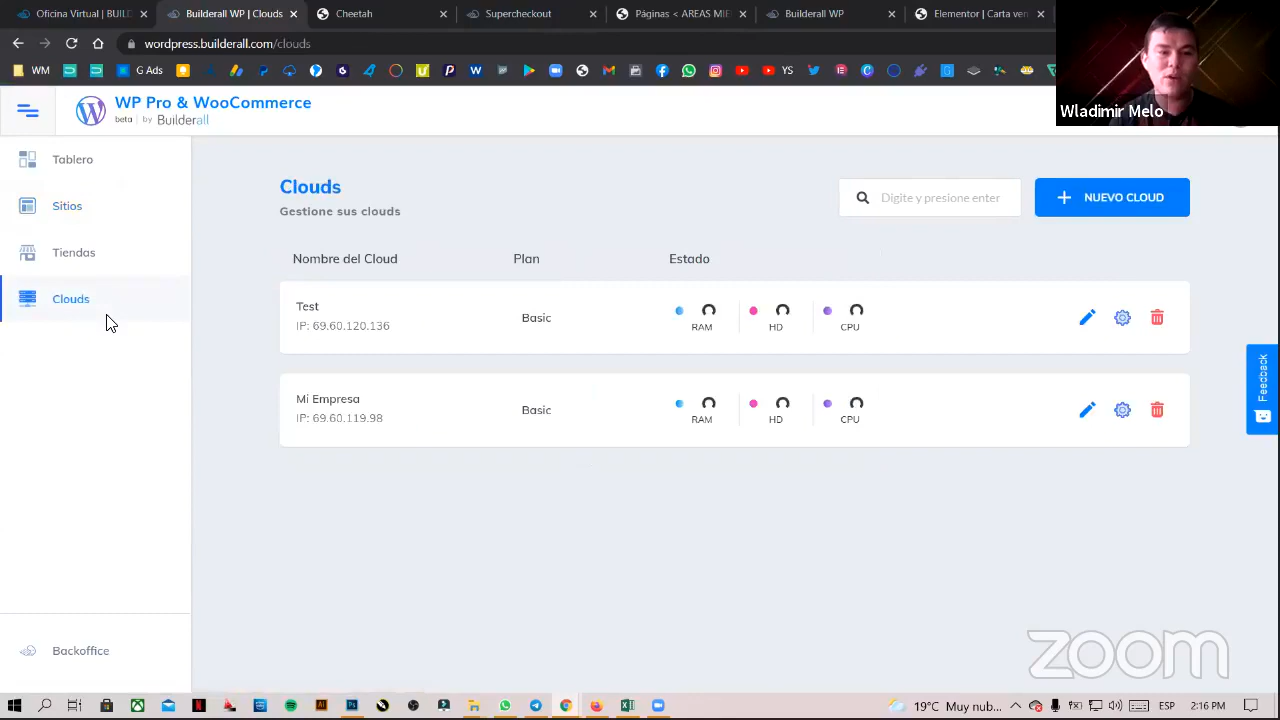 Oficina Virtual | BUILD
Builderall WP | Clouds
Cheetah
Supercheckout
Páginas < AREAS MIE
Builderall WP
Elementor | Carta ven
wordpress.builderall.com/clouds
WM
G Ads
YS
WP Pro & WooCommerce
beta | by Builderall
Wladimir Melo
Tablero
Sitios
Tiendas
Clouds
Backoffice
Clouds
Gestione sus clouds
Digite y presione enter
NUEVO CLOUD
Nombre del Cloud
Plan
Estado
Test
IP: 69.60.120.136
Basic
RAM
HD
CPU
Mi Empresa
IP: 69.60.119.98
Basic
RAM
HD
CPU
Feedback
zoom
19°C Muy nub...
ESP
2:16 PM